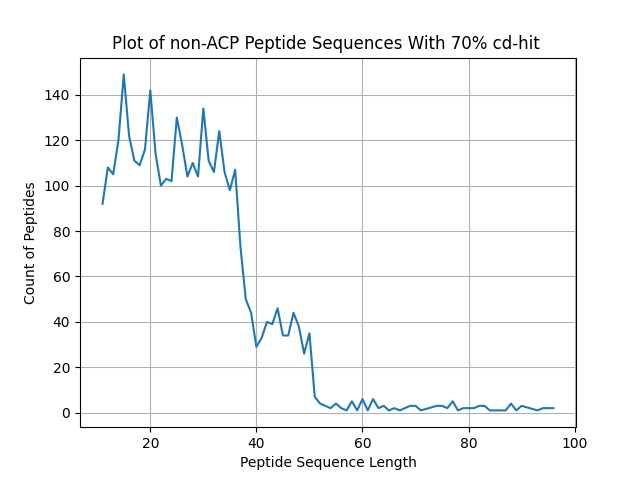 Plot of non-ACP Peptide Sequences With 70% cd-hit
140
120
100
80
60
40
20
0
Count of Peptides
20 40 60 80 100
Peptide Sequence Length